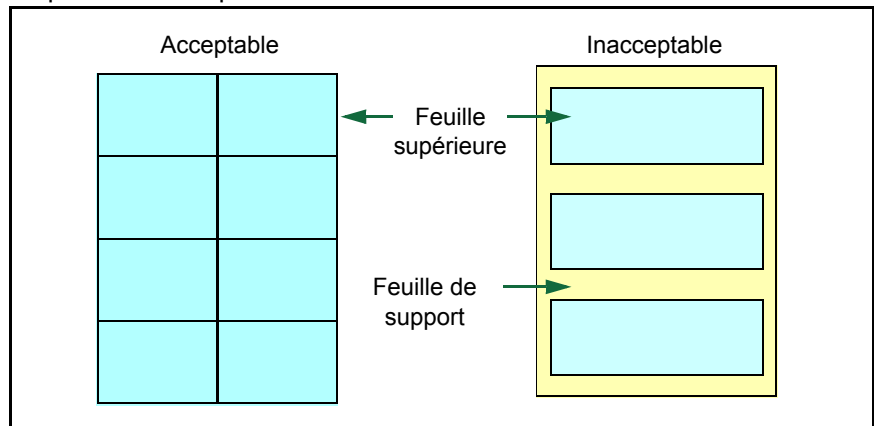 Acceptable
Inacceptable
Feuille
supérieure
Feuille de
support